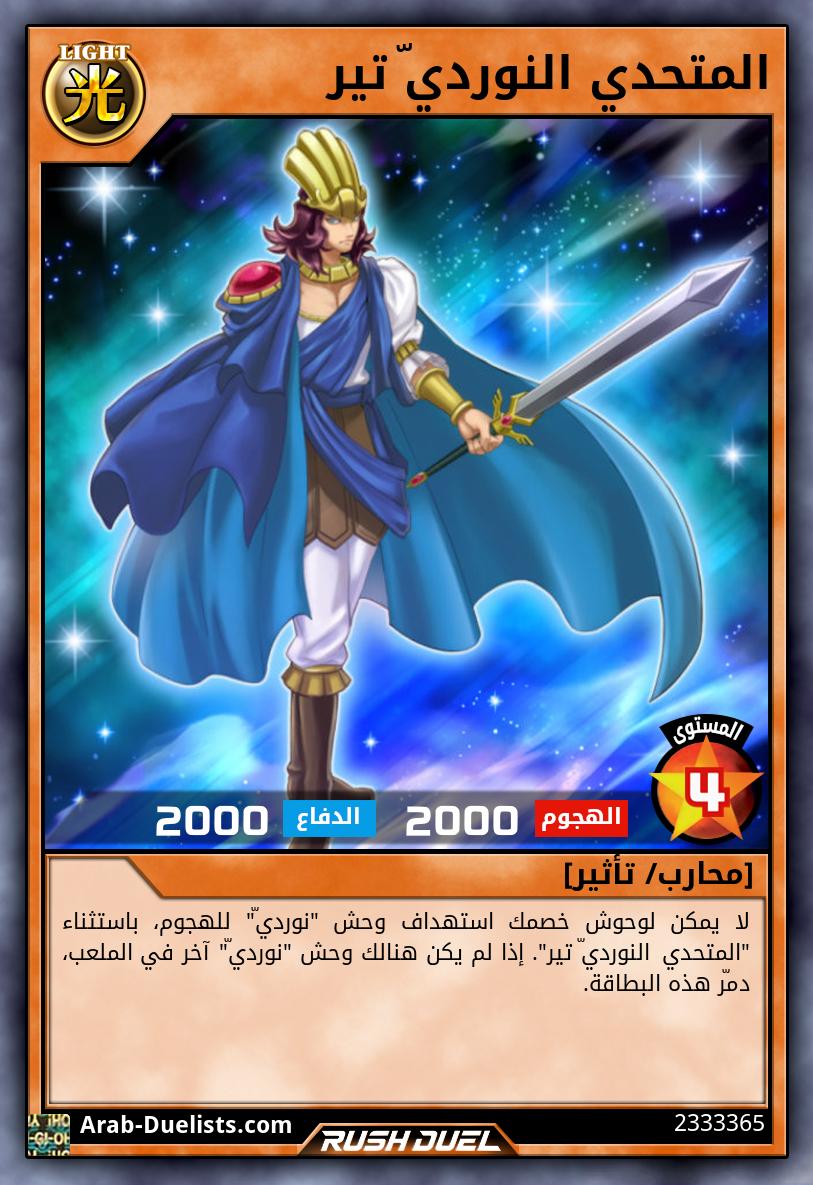 LIGHT
光
المتحدي النورديّ تير
المستوى
4
الهجوم 2000 الدفاع 2000
[محارب/ تأثير]
لا يمكن لوحوش خصمك استهداف وحش "نورديّ" للهجوم، باستثناء
"المتحدي النورديّ تير". إذا لم يكن هنالك وحش "نورديّ" آخر في الملعب،
دمّر هذه البطاقة.
Arab-Duelists.com
RUSH DUEL
2333365